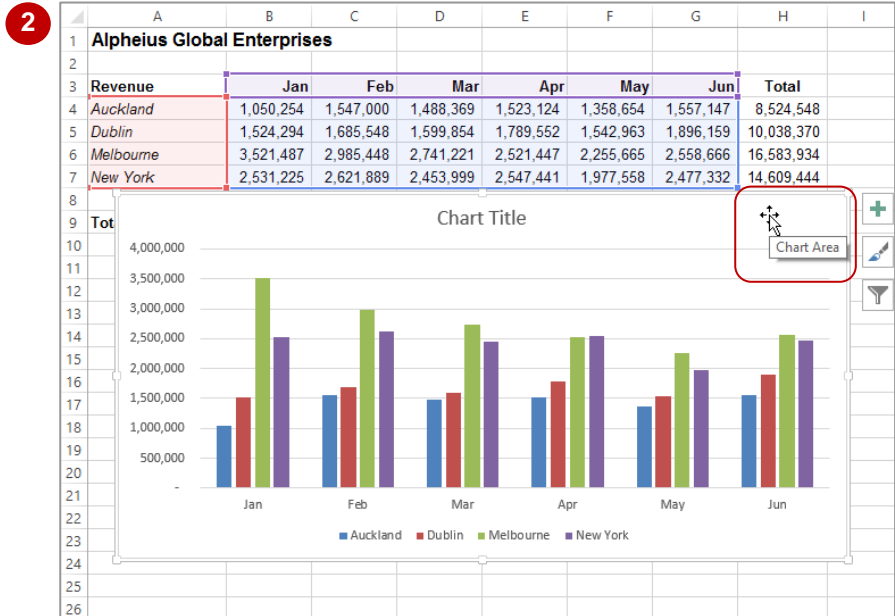 2
A B C D E F G H I
1 Alpheius Global Enterprises
2
3 Revenue Jan Feb Mar Apr May Jun Total
4 Auckland 1,050,254 1,547,000 1,488,369 1,523,124 1,358,654 1,557,147 8,524,548
5 Dublin 1,524,294 1,685,548 1,599,854 1,789,552 1,542,963 1,896,159 10,038,370
6 Melbourne 3,521,487 2,985,448 2,741,221 2,521,447 2,255,665 2,558,666 16,583,934
7 New York 2,531,225 2,621,889 2,453,999 2,547,441 1,977,558 2,477,332 14,609,444
8
9 Tot
10
11
12
13
14
15
16
17
18
19
20
21
22
23
24
25
26
Chart Title
Chart Area
4,000,000
3,500,000
3,000,000
2,500,000
2,000,000
1,500,000
1,000,000
500,000
-
Jan Feb Mar Apr May Jun
Auckland Dublin Melbourne New York